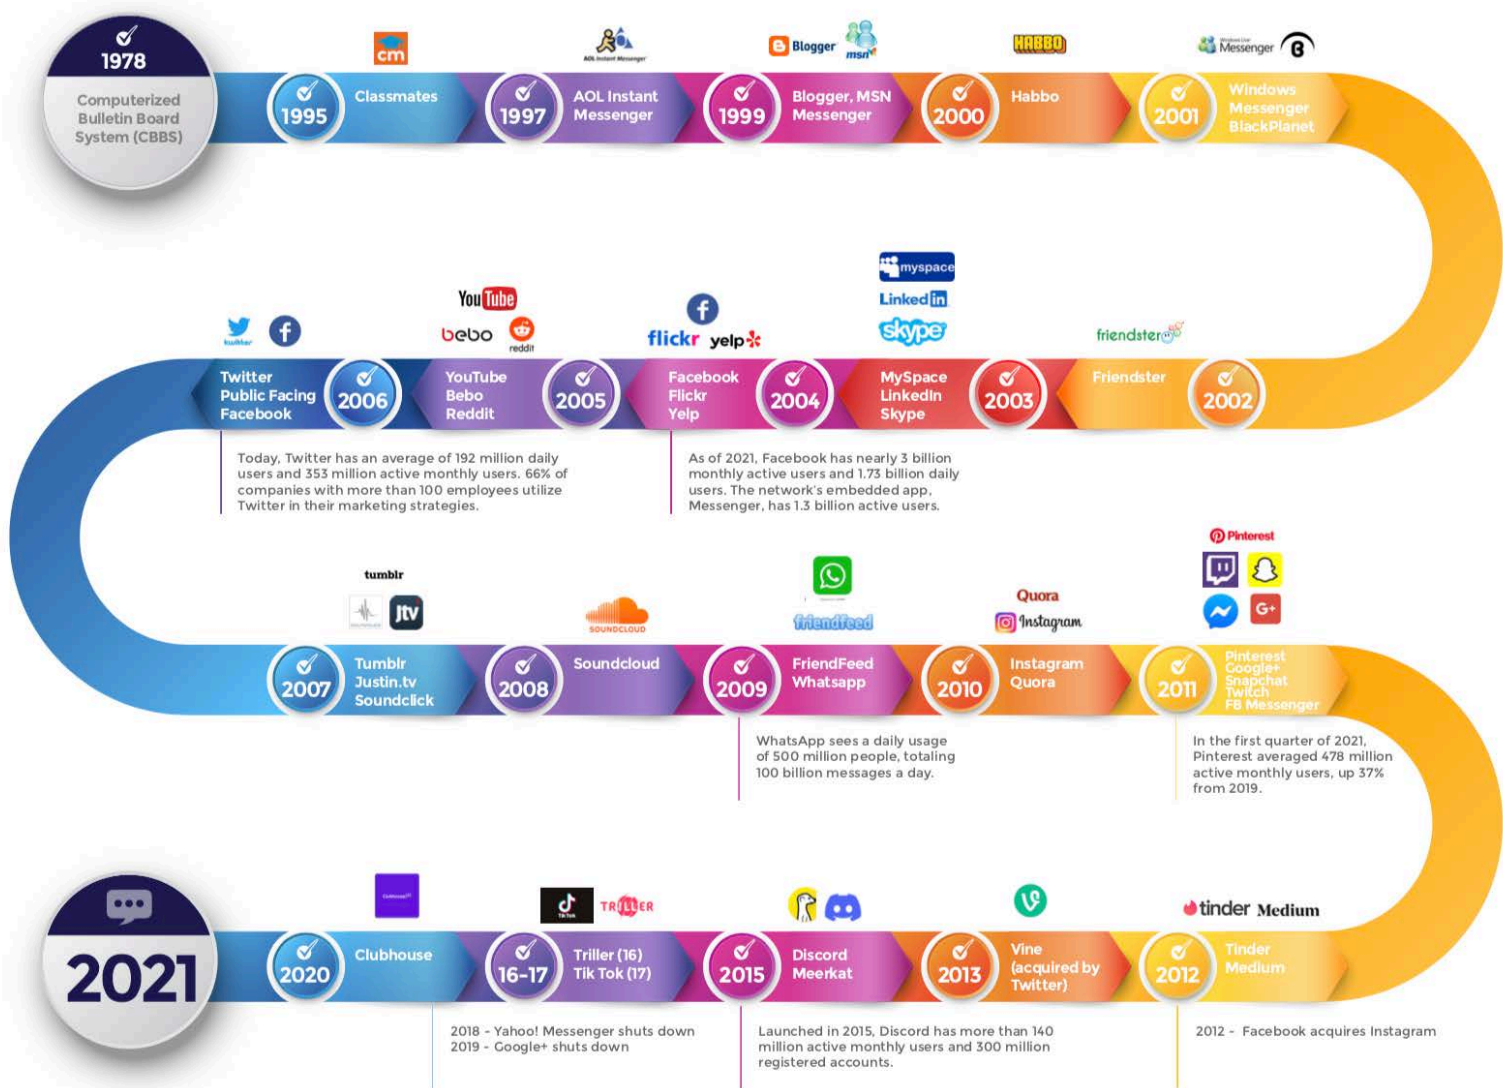 1978
Computerized
Bulletin Board
System (CBBS)
cm
1995
Classmates
AOL Instant Messenger
1997
AOL Instant
Messenger
Blogger
msn
1999
Blogger, MSN
Messenger
HABBO
2000
Habbo
Windows Live
Messenger
2001
Windows
Messenger
BlackPlanet
friendster
2002
Friendster
myspace
Linked in
skype
2003
MySpace
LinkedIn
Skype
flickr yelp
2004
Facebook
Flickr
Yelp
As of 2021, Facebook has nearly 3 billion
monthly active users and 1.73 billion daily
users. The network's embedded app,
Messenger, has 1.3 billion active users.
You Tube
bebo
reddit
2005
YouTube
Bebo
Reddit
twitter
2006
Twitter
Public Facing
Facebook
Today, Twitter has an average of 192 million daily
users and 353 million active monthly users. 66% of
companies with more than 100 employees utilize
Twitter in their marketing strategies.
tumblr
jtv
2007
Tumblr
Justin.tv
Soundclick
SOUNDCLOUD
2008
Soundcloud
friendfeed
2009
FriendFeed
Whatsapp
WhatsApp sees a daily usage
of 500 million people, totaling
100 billion messages a day.
Quora
Instagram
2010
Instagram
Quora
Pinterest
G+
2011
Pinterest
Google+
Snapchat
Twitch
FB Messenger
In the first quarter of 2021,
Pinterest averaged 478 million
active monthly users, up 37%
from 2019.
tinder Medium
2012
Tinder
Medium
2012 - Facebook acquires Instagram
2013
Vine
(acquired by
Twitter)
2015
Discord
Meerkat
Launched in 2015, Discord has more than 140
million active monthly users and 300 million
registered accounts.
TikTok
TRILLER
16-17
Triller (16)
Tik Tok (17)
2018 - Yahoo! Messenger shuts down
2019 - Google+ shuts down
Clubhouse
2020
Clubhouse
2021